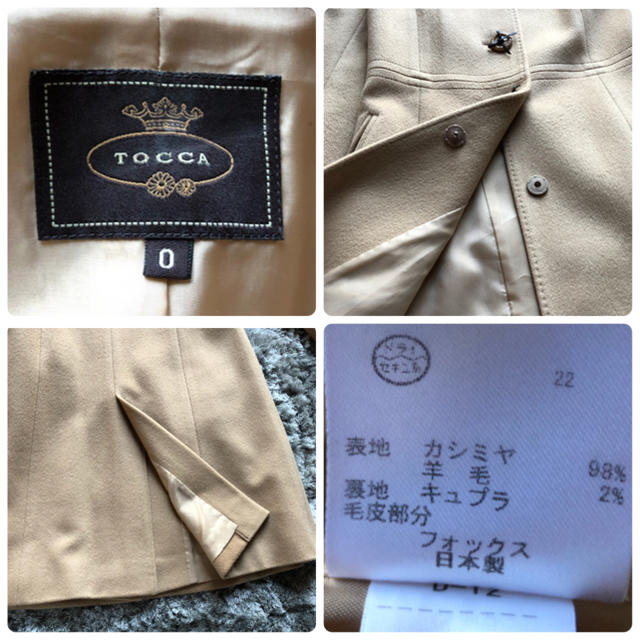 TOCCA
0
ドライ
セキユ系
22
表地 カシミヤ
羊毛 98%
裏地 キュプラ 2%
毛皮部分
フォックス
日本製